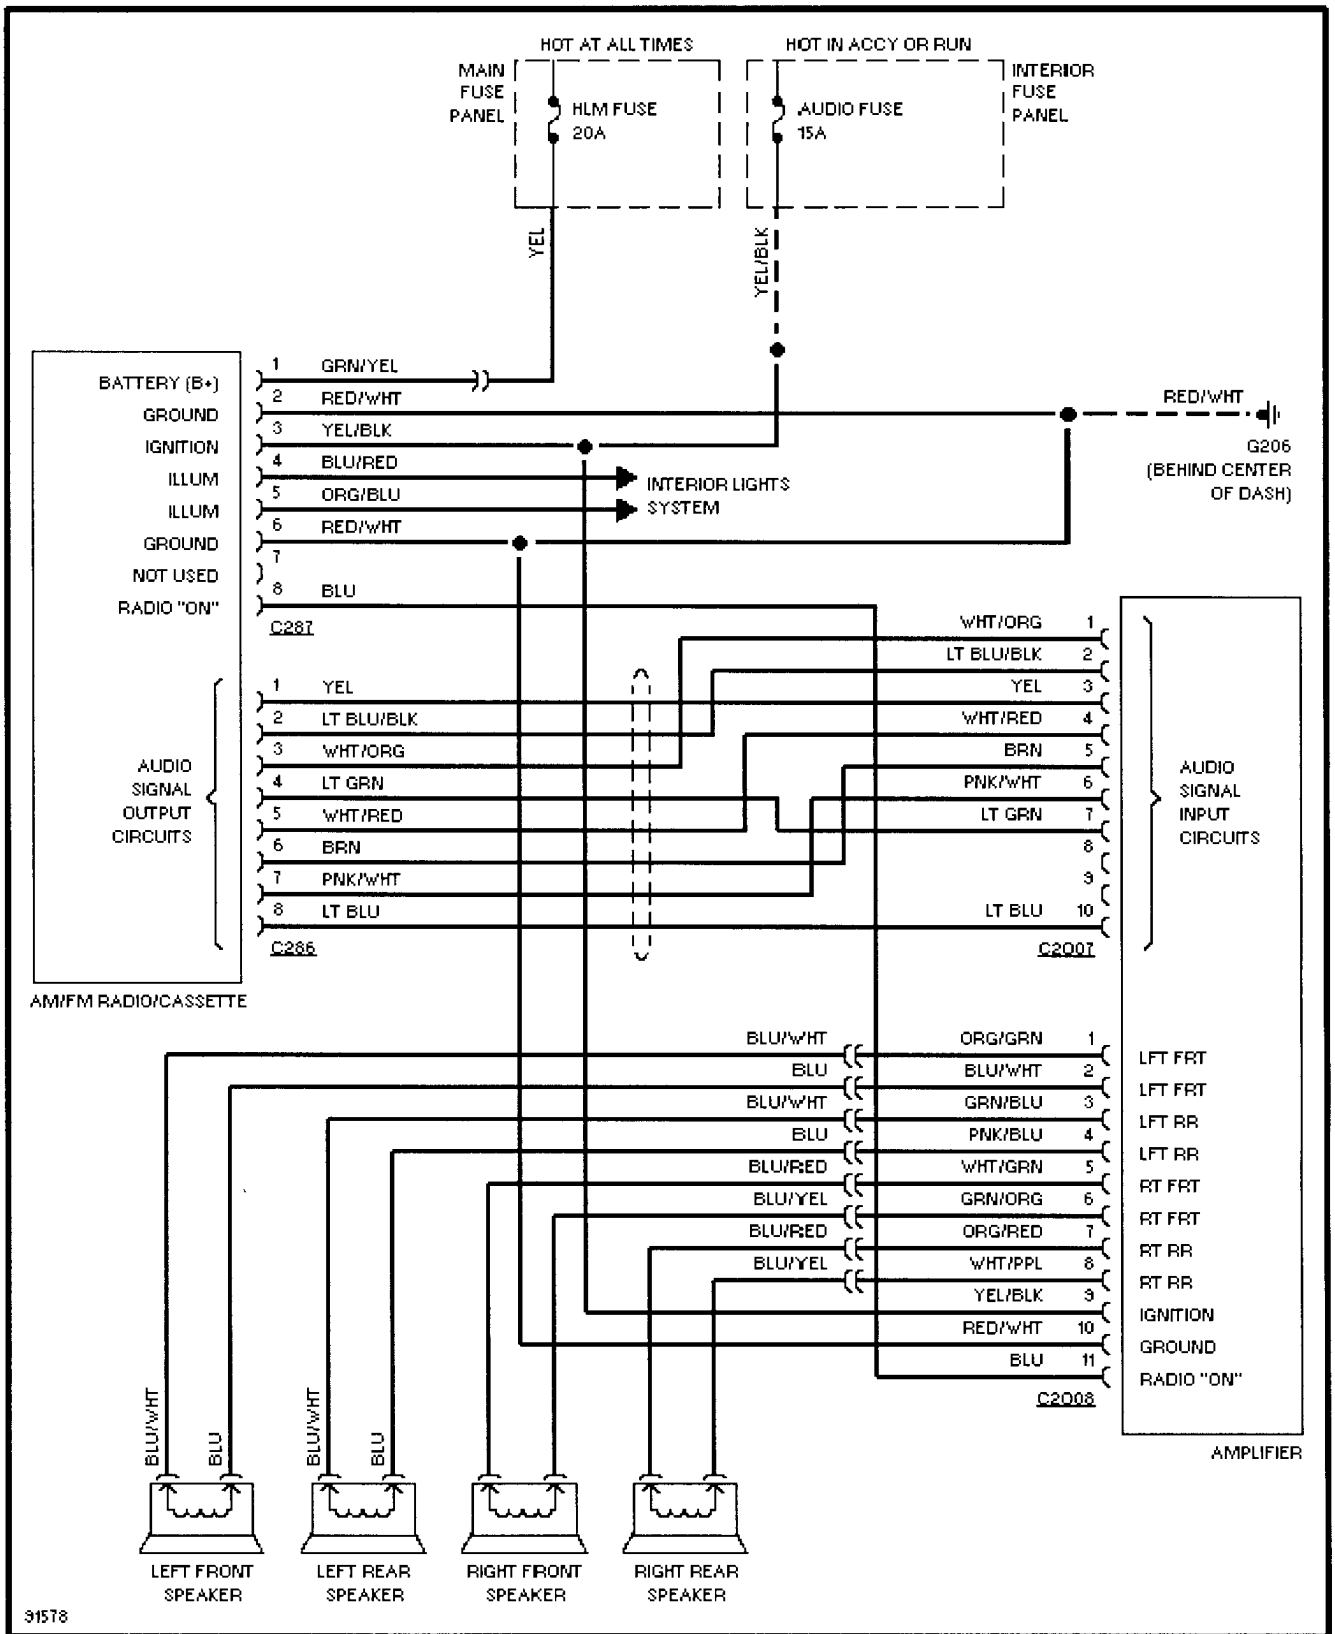 HOT AT ALL TIMES
HOT IN ACCY OR RUN
MAIN
FUSE
PANEL
HLM FUSE
20A
AUDIO FUSE
15A
INTERIOR
FUSE
PANEL
YEL
YEL/BLK
BATTERY (B+)
1
GRN/YEL
GROUND
2
RED/WHT
IGNITION
3
YEL/BLK
ILLUM
4
BLU/RED
ILLUM
5
ORG/BLU
GROUND
6
RED/WHT
NOT USED
7
RADIO "ON"
8
BLU
C287
INTERIOR LIGHTS
SYSTEM
RED/WHT
G206
(BEHIND CENTER
OF DASH)
AUDIO
SIGNAL
OUTPUT
CIRCUITS
1
YEL
2
LT BLU/BLK
3
WHT/ORG
4
LT GRN
5
WHT/RED
6
BRN
7
PNK/WHT
8
LT BLU
C286
AM/FM RADIO/CASSETTE
WHT/ORG
1
LT BLU/BLK
2
YEL
3
WHT/RED
4
BRN
5
PNK/WHT
6
LT GRN
7
8
9
LT BLU
10
C2007
AUDIO
SIGNAL
INPUT
CIRCUITS
BLU/WHT
ORG/GRN
1
LFT FRT
BLU
BLU/WHT
2
LFT FRT
BLU/WHT
GRN/BLU
3
LFT RR
BLU
PNK/BLU
4
LFT RR
BLU/RED
WHT/GRN
5
RT FRT
BLU/YEL
GRN/ORG
6
RT FRT
BLU/RED
ORG/RED
7
RT RR
BLU/YEL
WHT/PPL
8
RT RR
YEL/BLK
9
IGNITION
RED/WHT
10
GROUND
BLU
11
RADIO "ON"
C2008
AMPLIFIER
BLU/WHT
BLU
BLU/WHT
BLU
LEFT FRONT
SPEAKER
LEFT REAR
SPEAKER
RIGHT FRONT
SPEAKER
RIGHT REAR
SPEAKER
91578